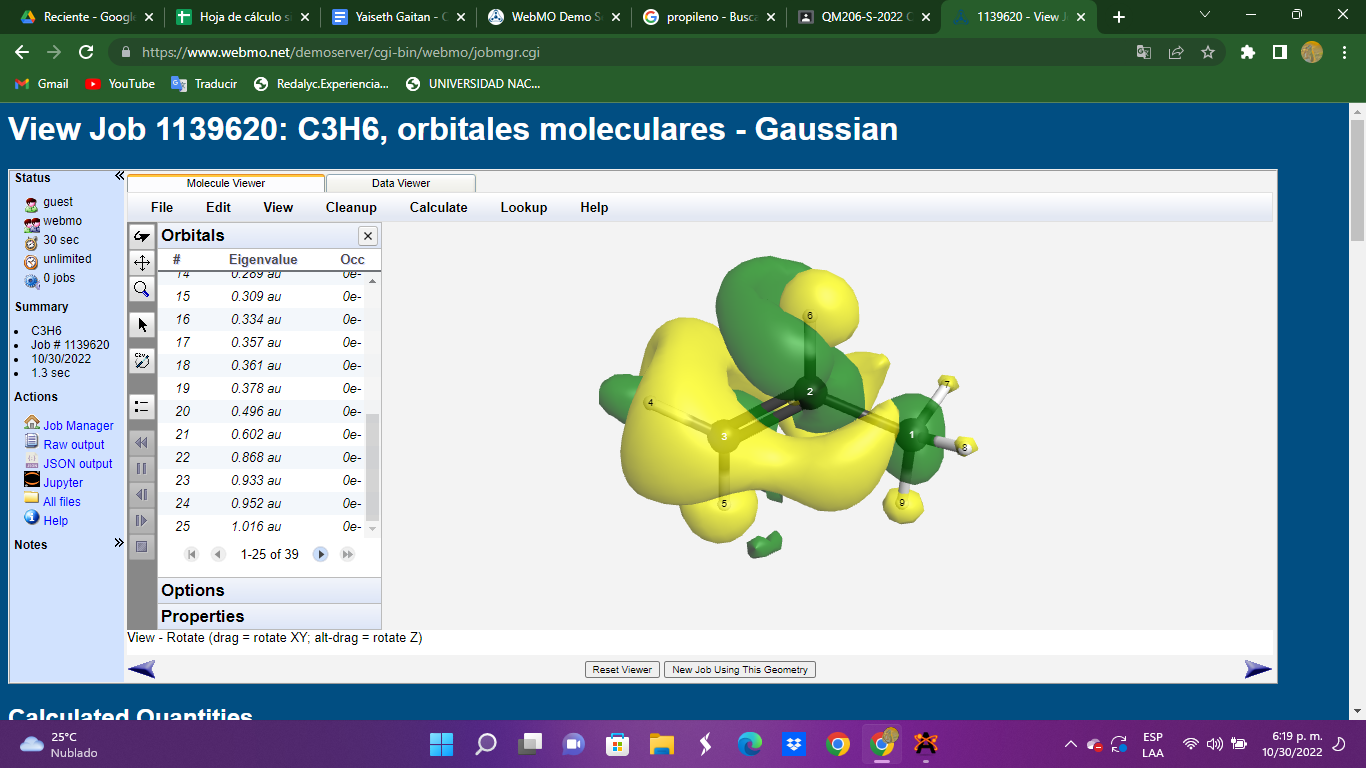 Reciente - Google
Hoja de cálculo si
Yaiseth Gaitan - C
WebMO Demo Se
propileno - Busca
QM206-S-2022 C
1139620 - View J
https://www.webmo.net/demoserver/cgi-bin/webmo/jobmgr.cgi
Gmail
YouTube
Traducir
Redalyc.Experiencia...
UNIVERSIDAD NAC...
View Job 1139620: C3H6, orbitales moleculares - Gaussian
Status
guest
webmo
30 sec
unlimited
0 jobs
Summary
C3H6
Job # 1139620
10/30/2022
1.3 sec
Actions
Job Manager
Raw output
JSON output
Jupyter
All files
Help
Notes
Molecule Viewer
Data Viewer
File Edit View Cleanup Calculate Lookup Help
Orbitals
# Eigenvalue Occ
14 0.289 au 0e-
15 0.309 au 0e-
16 0.334 au 0e-
17 0.357 au 0e-
18 0.361 au 0e-
19 0.378 au 0e-
20 0.496 au 0e-
21 0.602 au 0e-
22 0.868 au 0e-
23 0.933 au 0e-
24 0.952 au 0e-
25 1.016 au 0e-
1-25 of 39
Options
Properties
6
7
4
2
3
1
8
5
9
View - Rotate (drag = rotate XY; alt-drag = rotate Z)
Reset Viewer
New Job Using This Geometry
Calculated Quantities
25°C
Nublado
ESP
LAA
6:19 p. m.
10/30/2022